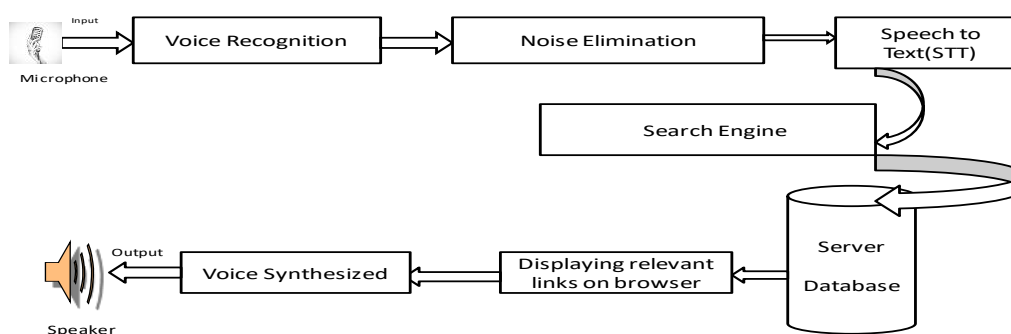 Input
Microphone
Voice Recognition
Noise Elimination
Speech to
Text(STT)
Search Engine
Server
Database
Displaying relevant
links on browser
Voice Synthesized
Output
Speaker